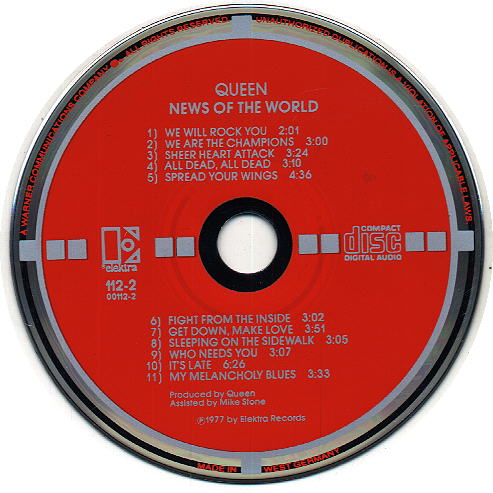 A WARNER COMMUNICATIONS COMPANY ALL RIGHTS RESERVED
UNAUTHORIZED DUPLICATION IS A VIOLATION OF APPLICABLE LAWS.
QUEEN
NEWS OF THE WORLD
1) WE WILL ROCK YOU 2:01
2) WE ARE THE CHAMPIONS 3:00
3) SHEER HEART ATTACK 3:24
4) ALL DEAD, ALL DEAD 3:10
5) SPREAD YOUR WINGS 4:36
E
elektra
112-2
00112-2
COMPACT
disc
DIGITAL AUDIO
6) FIGHT FROM THE INSIDE 3:02
7) GET DOWN, MAKE LOVE 3:51
8) SLEEPING ON THE SIDEWALK 3:05
9) WHO NEEDS YOU 3:07
10) IT'S LATE 6:26
11) MY MELANCHOLY BLUES 3:33
Produced by Queen
Assisted by Mike Stone
℗1977 by Elektra Records
MADE IN WEST GERMANY